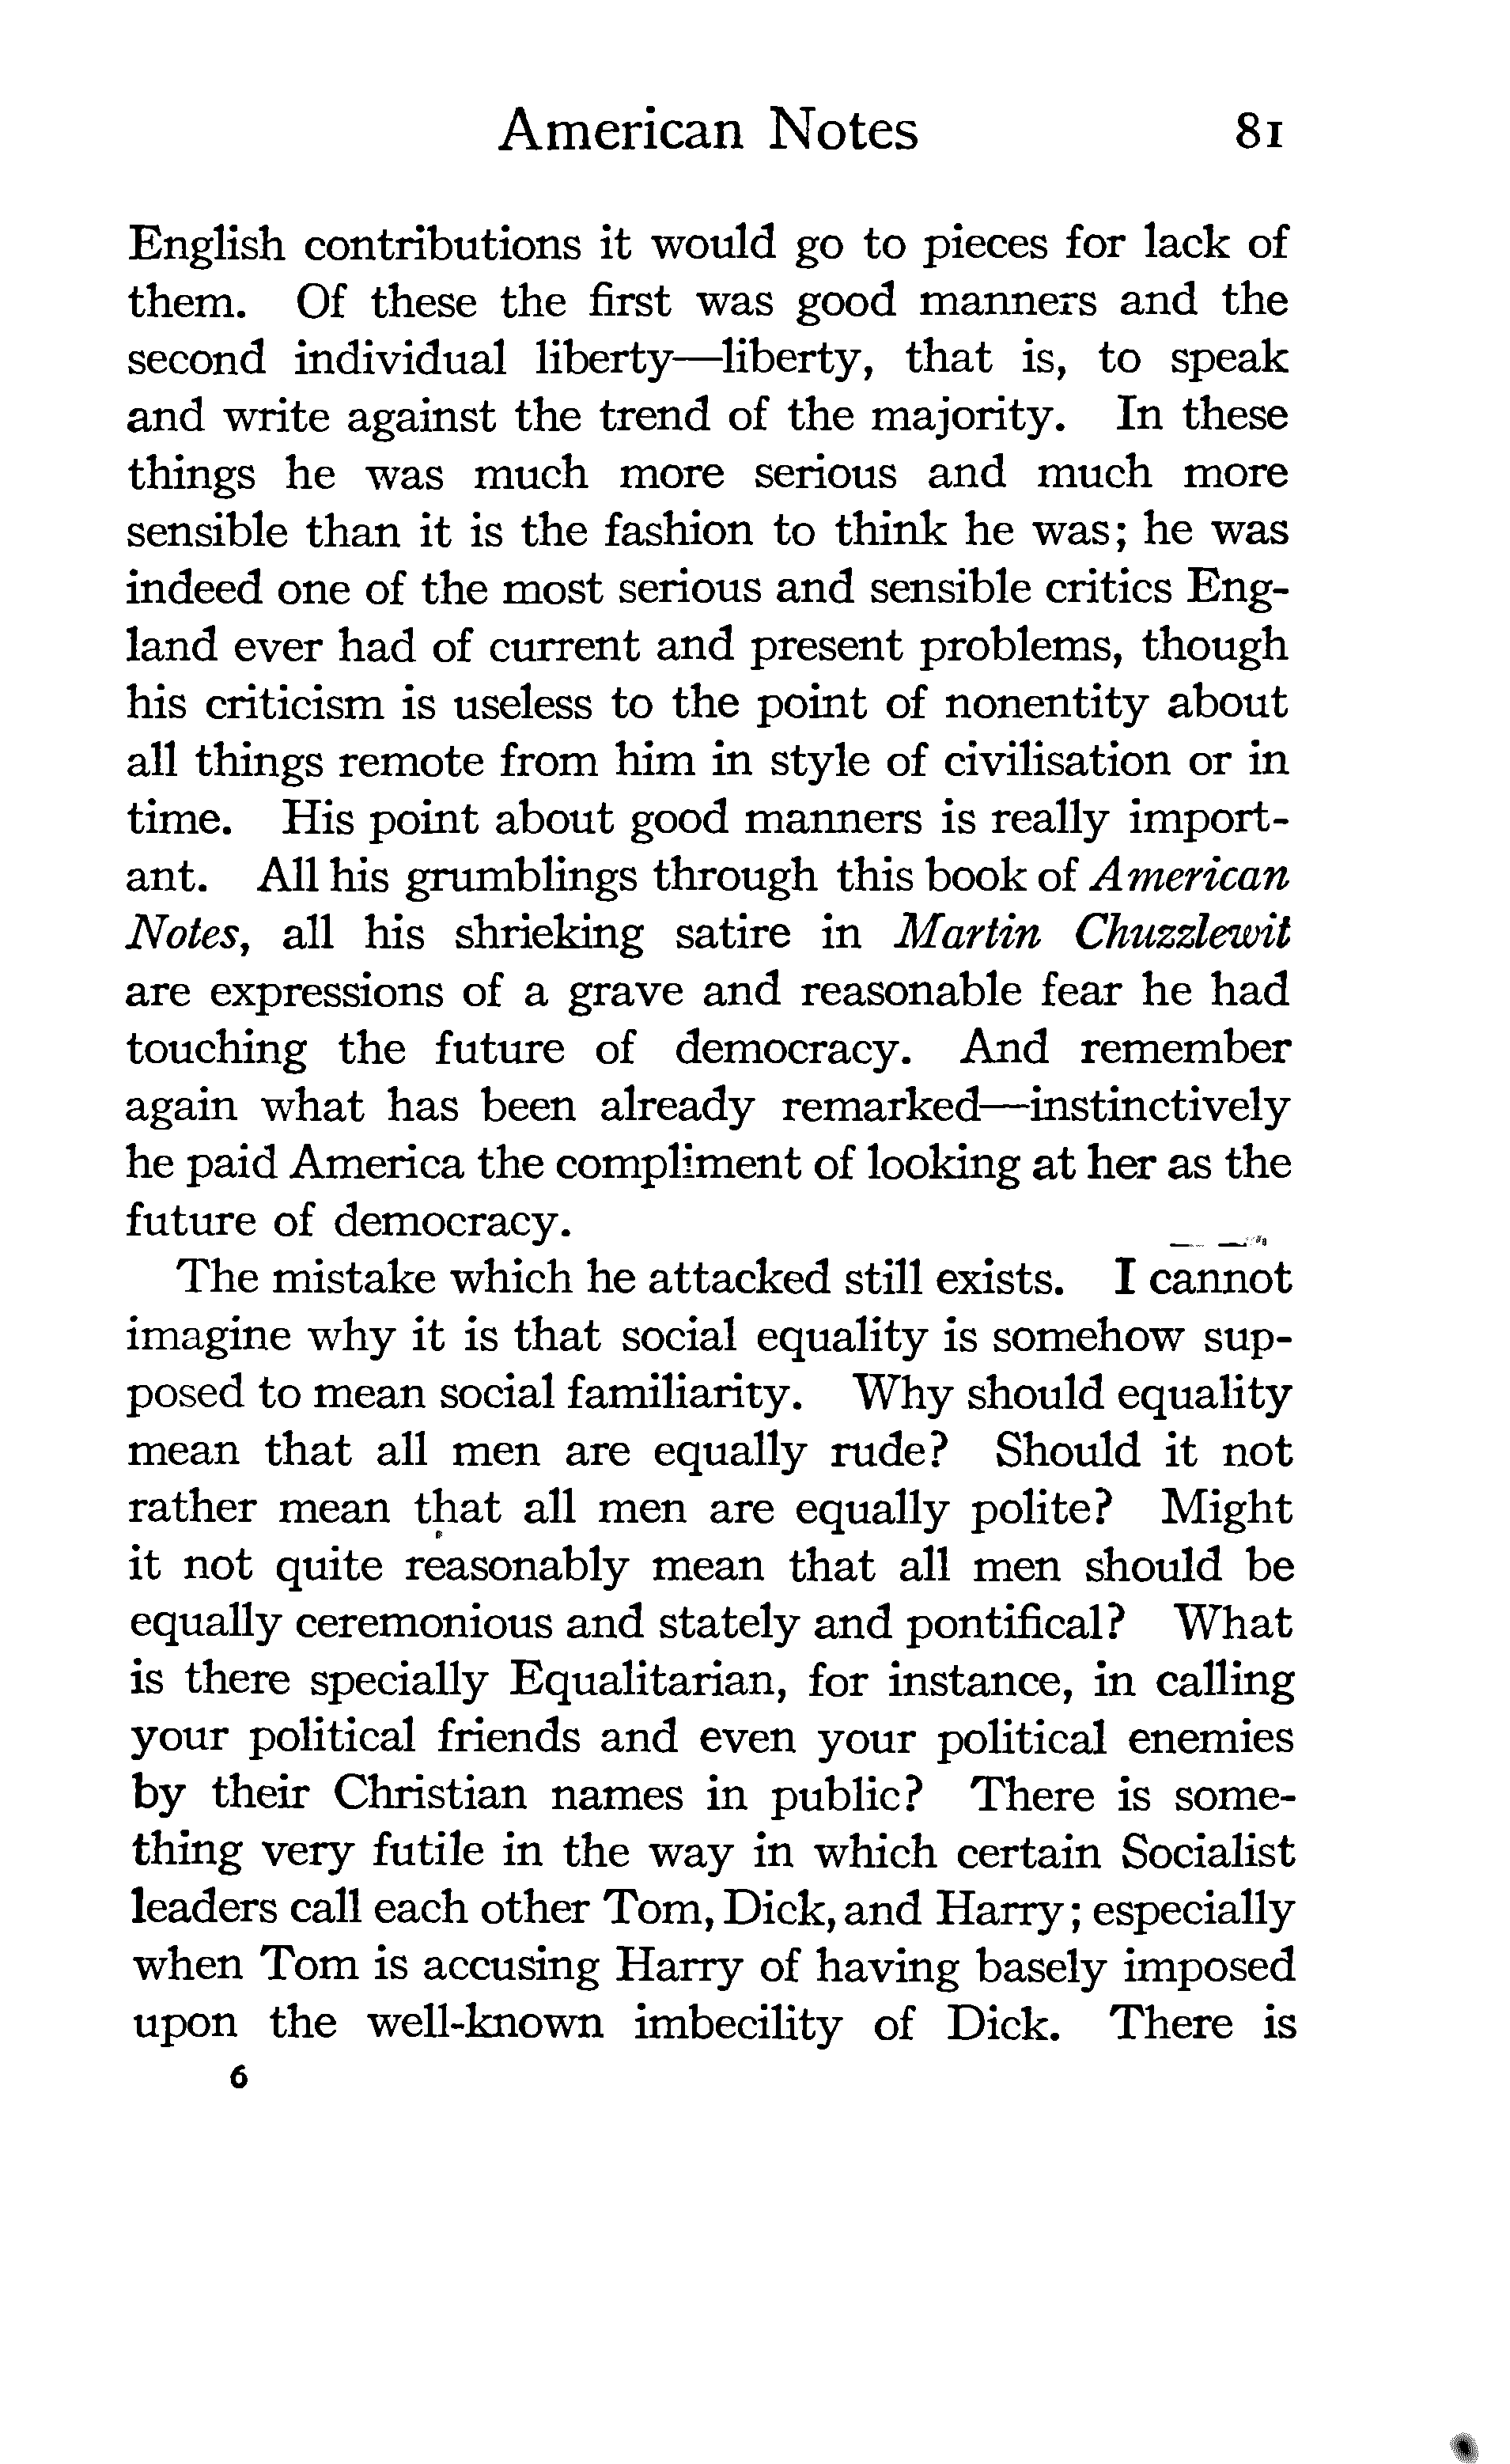 American Notes 81
English contributions it would go to pieces for lack of
them. Of these the first was good manners and the
second individual liberty—liberty, that is, to speak
and write against the trend of the majority. In these
things he was much more serious and much more
sensible than it is the fashion to think he was; he was
indeed one of the most serious and sensible critics Eng-
land ever had of current and present problems, though
his criticism is useless to the point of nonentity about
all things remote from him in style of civilisation or in
time. His point about good manners is really import-
ant. All his grumblings through this book of American
Notes, all his shrieking satire in Martin Chuzzlewit
are expressions of a grave and reasonable fear he had
touching the future of democracy. And remember
again what has been already remarked—instinctively
he paid America the compliment of looking at her as the
future of democracy.
The mistake which he attacked still exists. I cannot
imagine why it is that social equality is somehow sup-
posed to mean social familiarity. Why should equality
mean that all men are equally rude? Should it not
rather mean that all men are equally polite? Might
it not quite reasonably mean that all men should be
equally ceremonious and stately and pontifical? What
is there specially Equalitarian, for instance, in calling
your political friends and even your political enemies
by their Christian names in public? There is some-
thing very futile in the way in which certain Socialist
leaders call each other Tom, Dick, and Harry; especially
when Tom is accusing Harry of having basely imposed
upon the well-known imbecility of Dick. There is
6